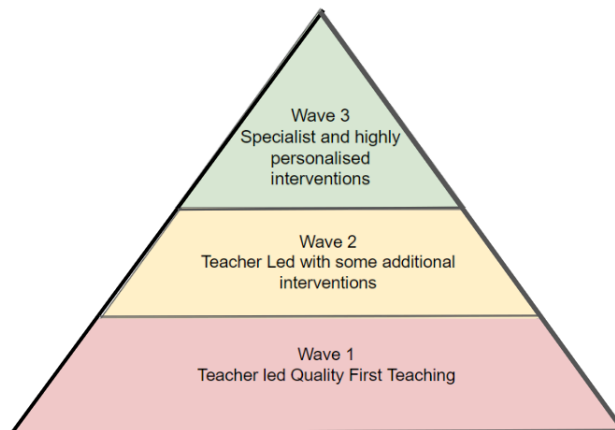 Wave 3
Specialist and highly
personalised
interventions
Wave 2
Teacher Led with some additional
interventions
Wave 1
Teacher led Quality First Teaching